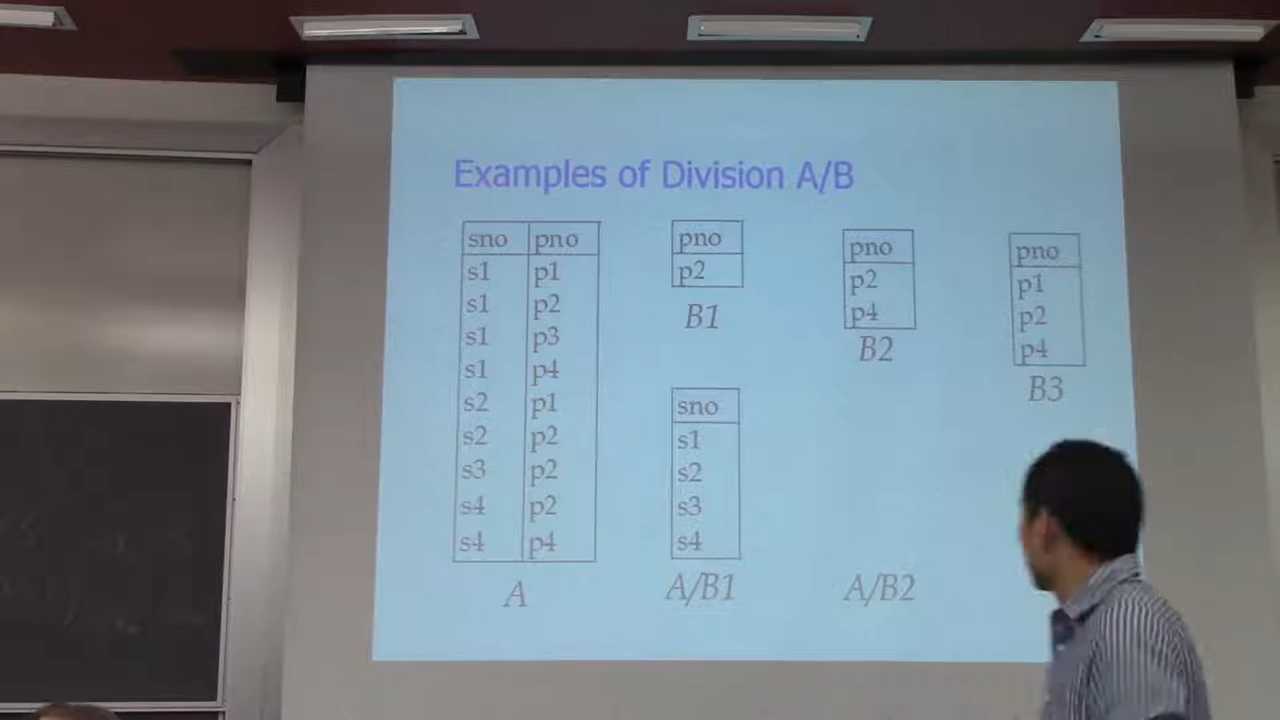 Examples of Division A/B
sno pno
s1 p1
s1 p2
s1 p3
s1 p4
s2 p1
s2 p2
s3 p2
s4 p2
s4 p4
A
pno
p2
B1
sno
s1
s2
s3
s4
A/B1
pno
p2
p4
B2
A/B2
pno
p1
p2
p4
B3